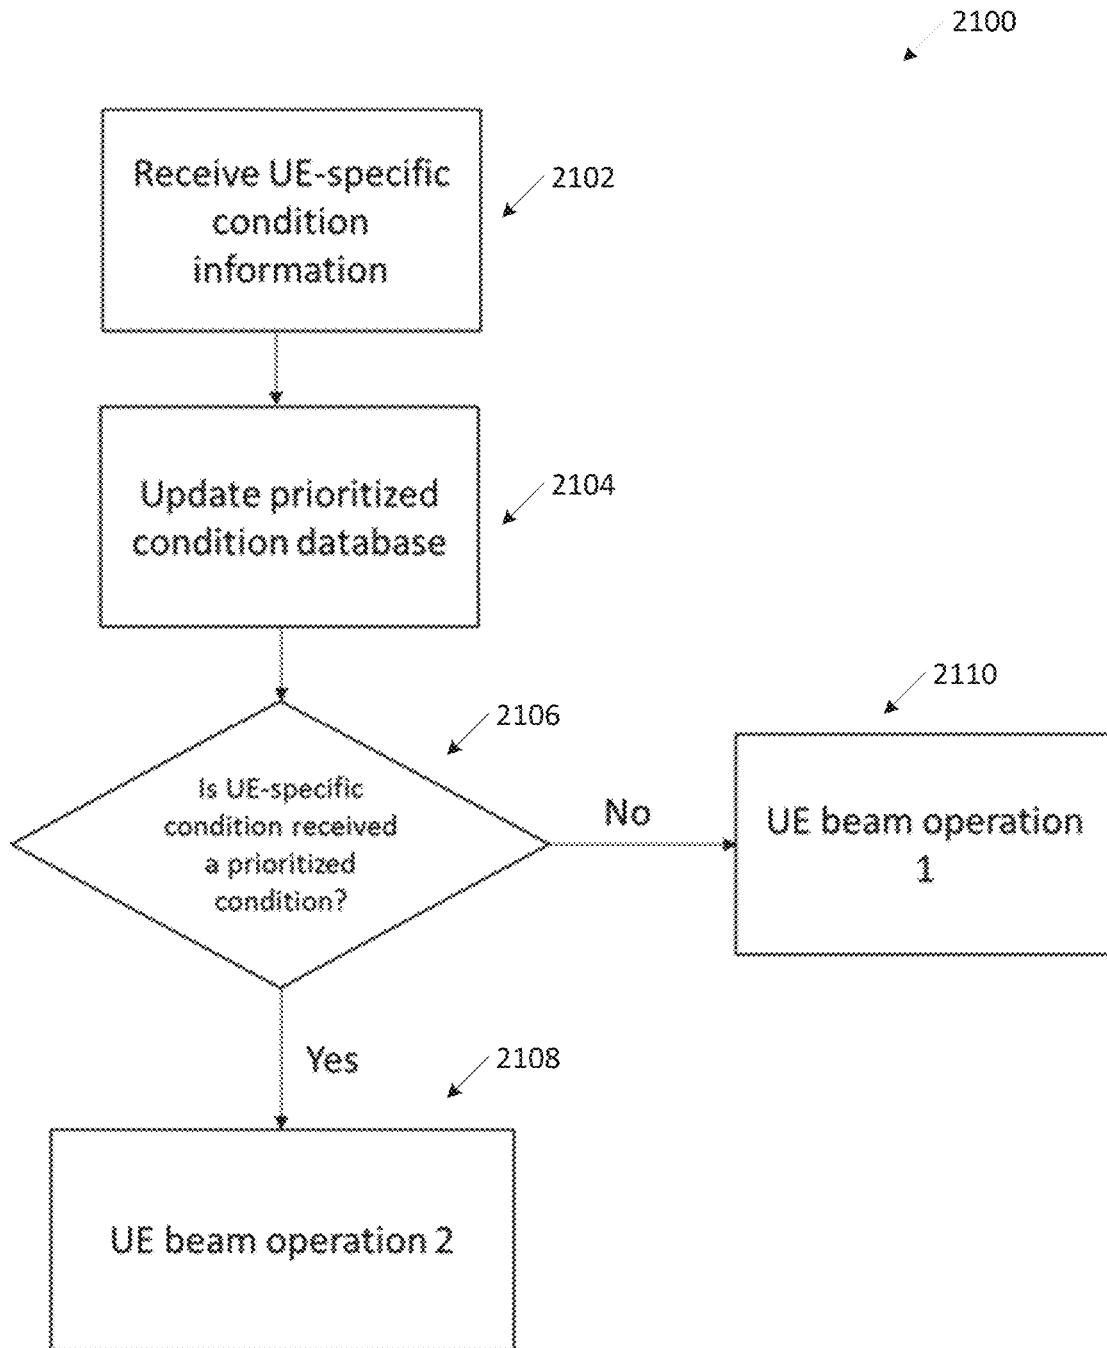 2100
Receive UE-specific
condition
information
2102
Update prioritized
condition database
2104
Is UE-specific
condition received
a prioritized
condition?
2106
No
UE beam operation
1
2110
Yes
UE beam operation 2
2108